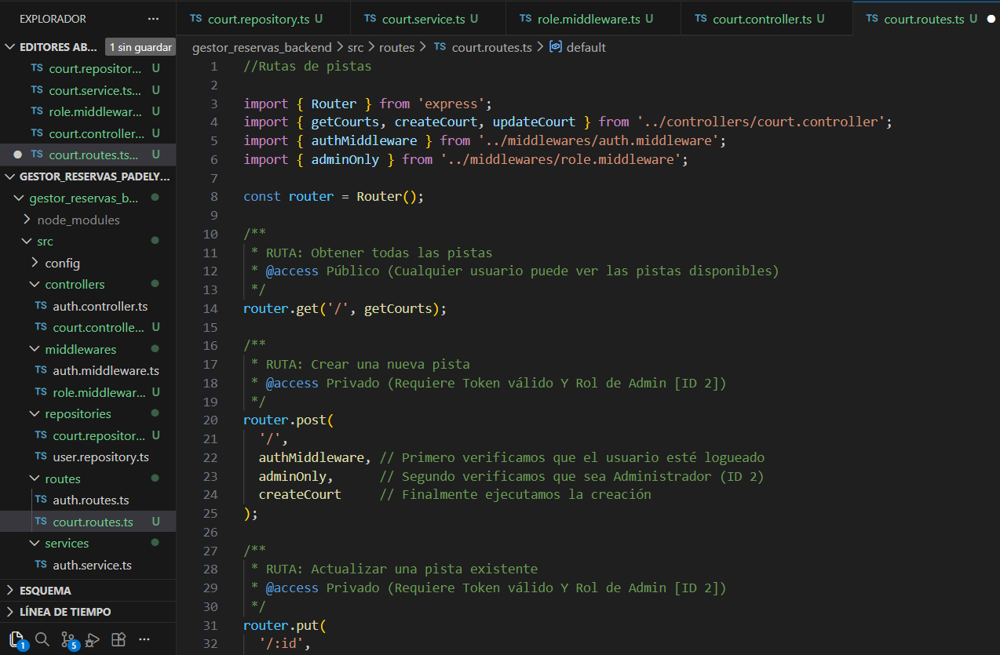 EXPLORADOR ···
EDITORES AB... 1 sin guardar
TS court.repositor... U
TS court.service.ts... U
TS role.middlewar... U
TS court.controller... U
TS court.routes.ts... U
GESTOR_RESERVAS_PADELY...
gestor_reservas_b...
node_modules
src
config
controllers
TS auth.controller.ts
TS court.controlle... U
middlewares
TS auth.middleware.ts
TS role.middlewar... U
repositories
TS court.repositor... U
TS user.repository.ts
routes
TS auth.routes.ts
TS court.routes.ts U
services
TS auth.service.ts
ESQUEMA
LÍNEA DE TIEMPO
1 5 ···
TS court.repository.ts U TS court.service.ts U TS role.middleware.ts U TS court.controller.ts U TS court.routes.ts U
gestor_reservas_backend > src > routes > TS court.routes.ts > default
1 //Rutas de pistas
2
3 import { Router } from 'express';
4 import { getCourts, createCourt, updateCourt } from '../controllers/court.controller';
5 import { authMiddleware } from '../middlewares/auth.middleware';
6 import { adminOnly } from '../middlewares/role.middleware';
7
8 const router = Router();
9
10 /**
11 * RUTA: Obtener todas las pistas
12 * @access Público (Cualquier usuario puede ver las pistas disponibles)
13 */
14 router.get('/', getCourts);
15
16 /**
17 * RUTA: Crear una nueva pista
18 * @access Privado (Requiere Token válido Y Rol de Admin [ID 2])
19 */
20 router.post(
21 '/',
22 authMiddleware, // Primero verificamos que el usuario esté logueado
23 adminOnly, // Segundo verificamos que sea Administrador (ID 2)
24 createCourt // Finalmente ejecutamos la creación
25 );
26
27 /**
28 * RUTA: Actualizar una pista existente
29 * @access Privado (Requiere Token válido Y Rol de Admin [ID 2])
30 */
31 router.put(
32 '/:id',